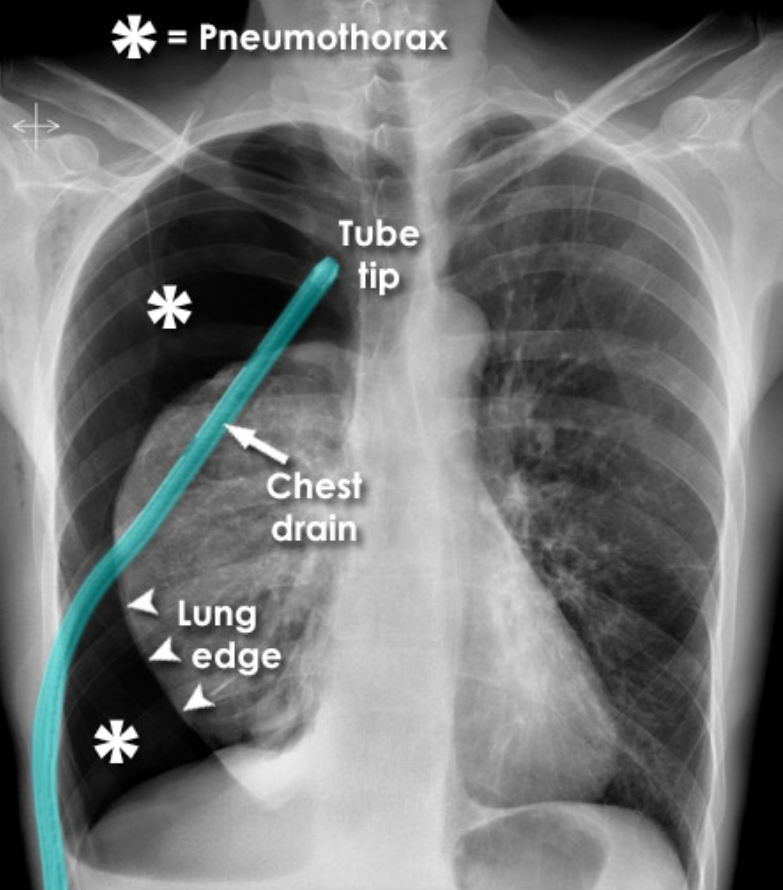 * = Pneumothorax
Tube
tip
*
Chest
drain
Lung
edge
*